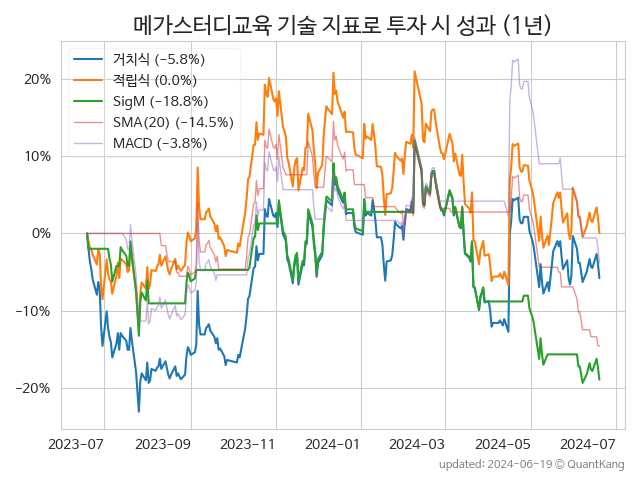 메가스터디교육 기술 지표로 투자 시 성과 (1년)
거치식 (−5.8%)
적립식 (0.0%)
SigM (−18.8%)
SMA(20) (−14.5%)
MACD (−3.8%)
20%
10%
0%
−10%
−20%
2023-07
2023-09
2023-11
2024-01
2024-03
2024-05
2024-07
updated: 2024-06-19 © QuantKang